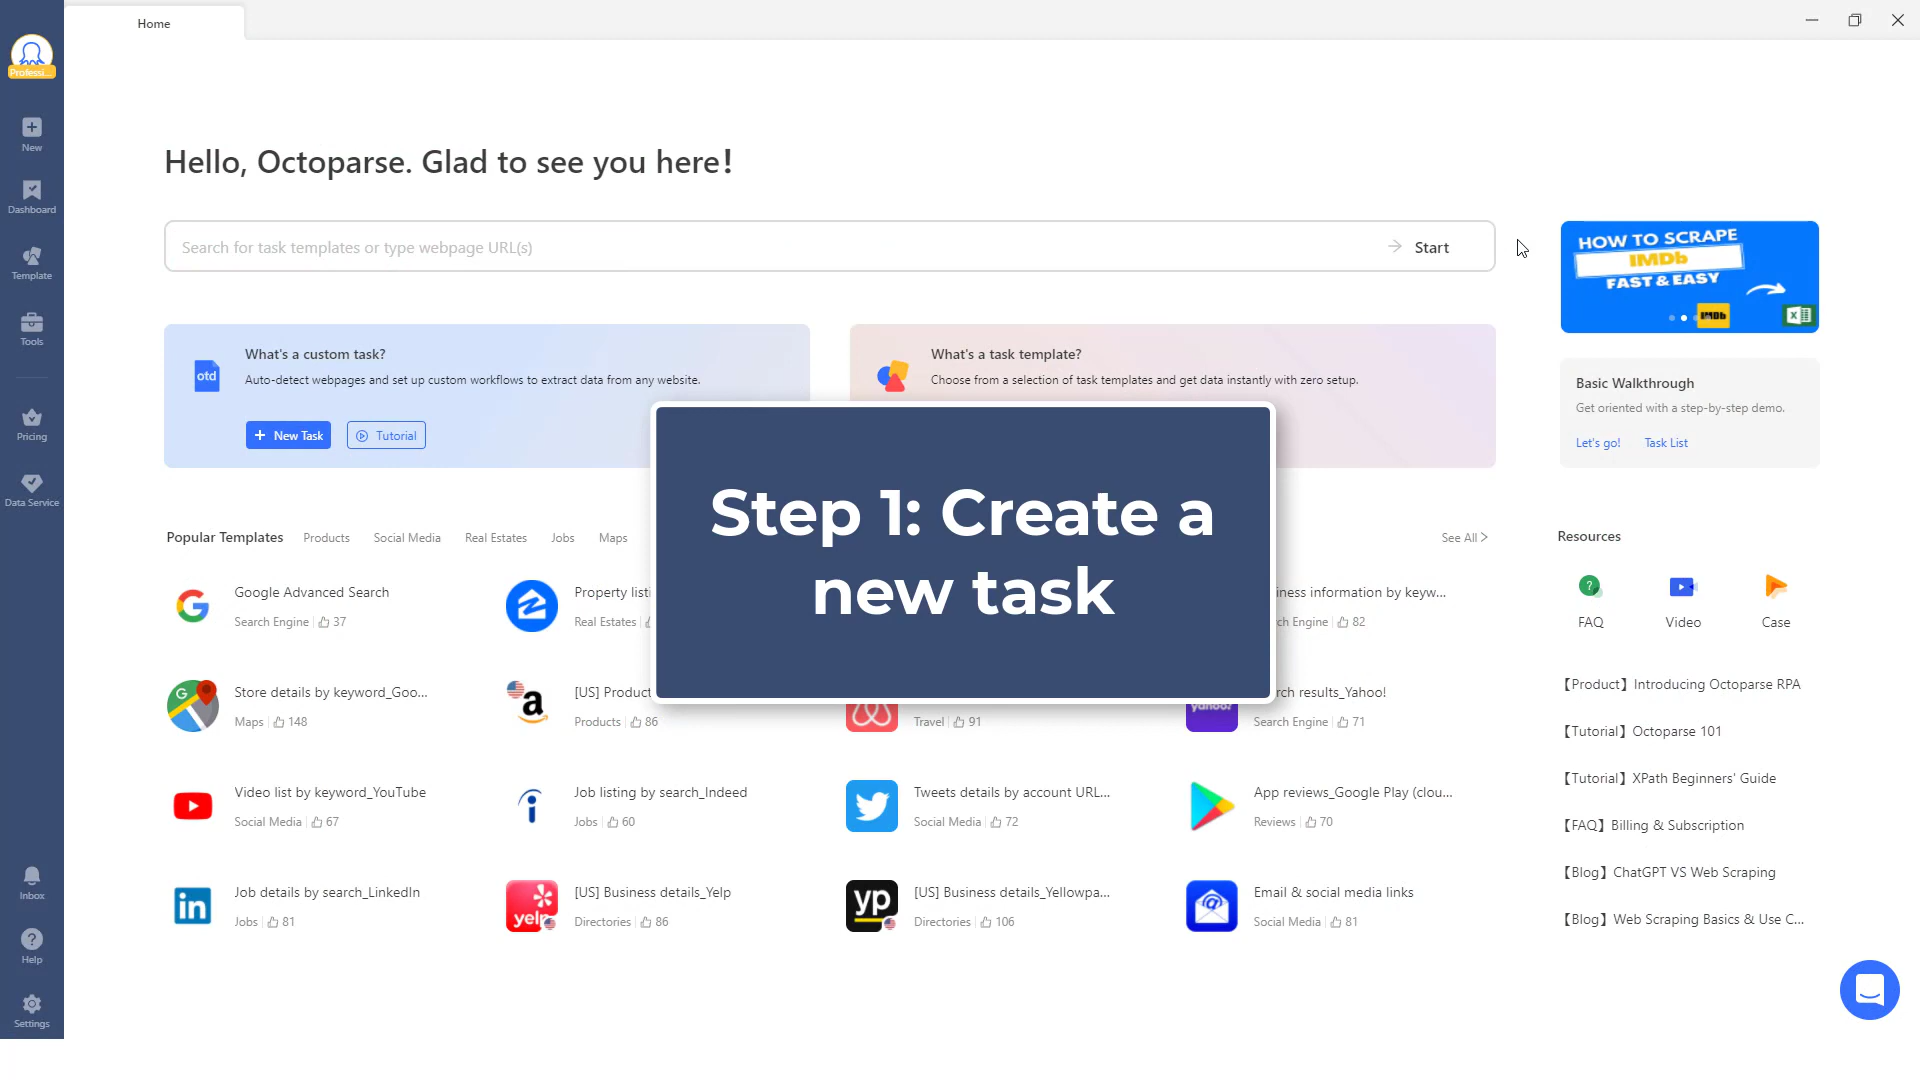 Home
Professi...
New
Dashboard
Template
Tools
Pricing
Data Service
Inbox
Help
Settings
Hello, Octoparse. Glad to see you here!
Search for task templates or type webpage URL(s)
Start
HOW TO SCRAPE
IMDb
FAST & EASY
IMDb
otd
What's a custom task?
Auto-detect webpages and set up custom workflows to extract data from any website.
New Task
Tutorial
What's a task template?
Choose from a selection of task templates and get data instantly with zero setup.
Basic Walkthrough
Get oriented with a step-by-step demo.
Let's go!
Task List
Step 1: Create a
new task
Popular Templates
Products
Social Media
Real Estates
Jobs
Maps
See All
Google Advanced Search
Search Engine
37
Property listi
Real Estates
iness information by keyw...
ch Engine
82
Store details by keyword_Goo...
Maps
148
[US] Product
Products
86
Travel
91
yahoo!
rch results_Yahoo!
Search Engine
71
Video list by keyword_YouTube
Social Media
67
Job listing by search_Indeed
Jobs
60
Tweets details by account URL...
Social Media
72
App reviews_Google Play (clou...
Reviews
70
Job details by search_LinkedIn
Jobs
81
yelp
[US] Business details_Yelp
Directories
86
yp
[US] Business details_Yellowpa...
Directories
106
Email & social media links
Social Media
81
Resources
FAQ
Video
Case
【Product】Introducing Octoparse RPA
【Tutorial】Octoparse 101
【Tutorial】XPath Beginners' Guide
【FAQ】Billing & Subscription
【Blog】ChatGPT VS Web Scraping
【Blog】Web Scraping Basics & Use C...